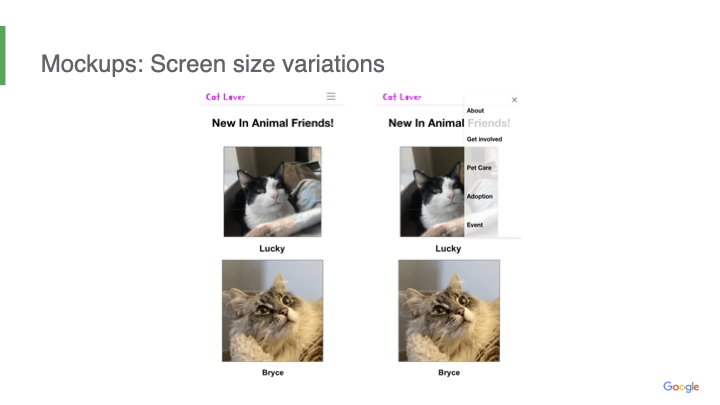 Mockups: Screen size variations
Cat Lover
New In Animal Friends!
Lucky
Bryce
Cat Lover
×
New In Animal Friends!
About
Get involved
Pet Care
Adoption
Event
Lucky
Bryce
Google